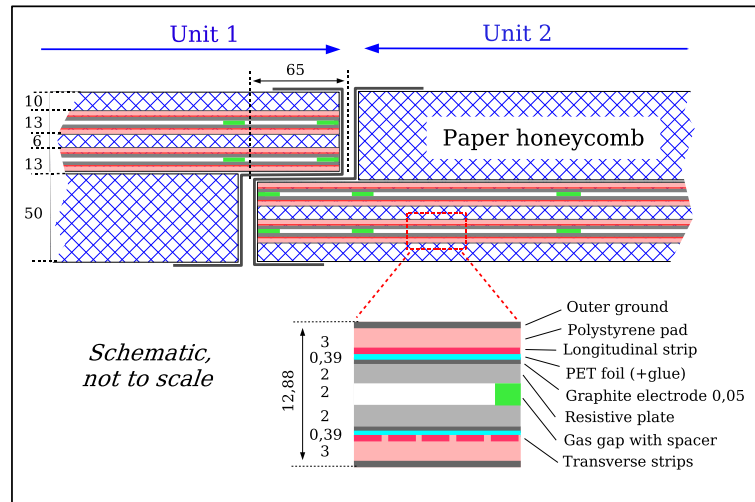 Unit 1
Unit 2
65
10
13
6
13
50
Paper honeycomb
Schematic,
not to scale
12,88
3
0,39
2
2
2
0,39
3
Outer ground
Polystyrene pad
Longitudinal strip
PET foil (+glue)
Graphite electrode 0,05
Resistive plate
Gas gap with spacer
Transverse strips